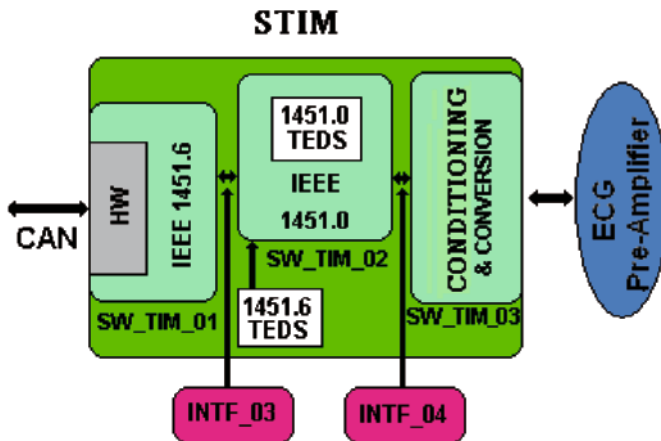 STIM
CAN
HW
IEEE 1451.6
SW_TIM_01
1451.0
TEDS
IEEE
1451.0
SW_TIM_02
1451.6
TEDS
CONDITIONING
& CONVERSION
SW_TIM_03
ECG
Pre-Amplifier
INTF_03
INTF_04